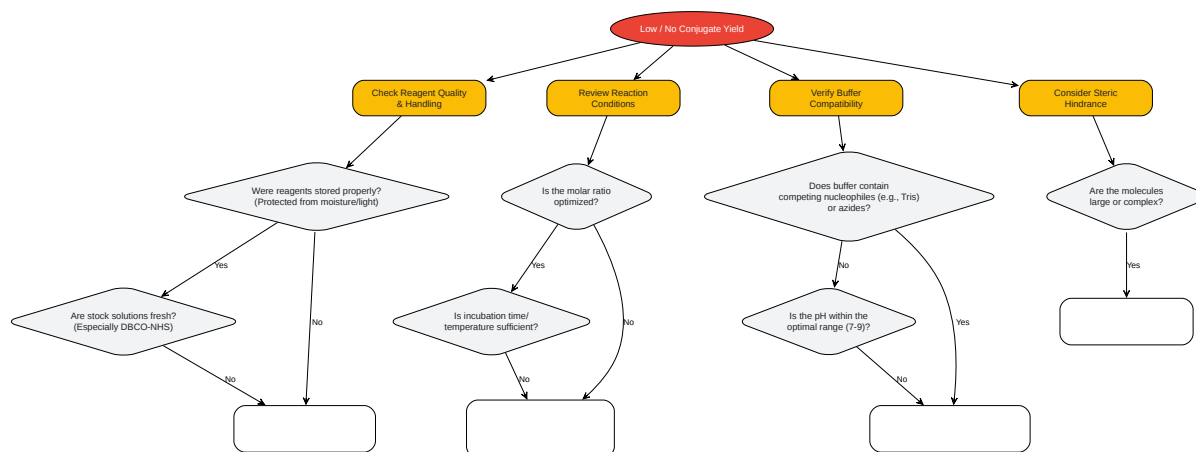 Low / No Conjugate Yield
Check Reagent Quality
& Handling
Review Reaction
Conditions
Verify Buffer
Compatibility
Consider Steric
Hindrance
Were reagents stored properly?
(Protected from moisture/light)
Is the molar ratio
optimized?
Does buffer contain
competing nucleophiles (e.g., Tris)
or azides?
Are the molecules
large or complex?
Yes
Yes
No
Yes
Are stock solutions fresh?
(Especially DBCO-NHS)
No
Is incubation time/
temperature sufficient?
No
Is the pH within the
optimal range (7-9)?
Yes
No
No
No